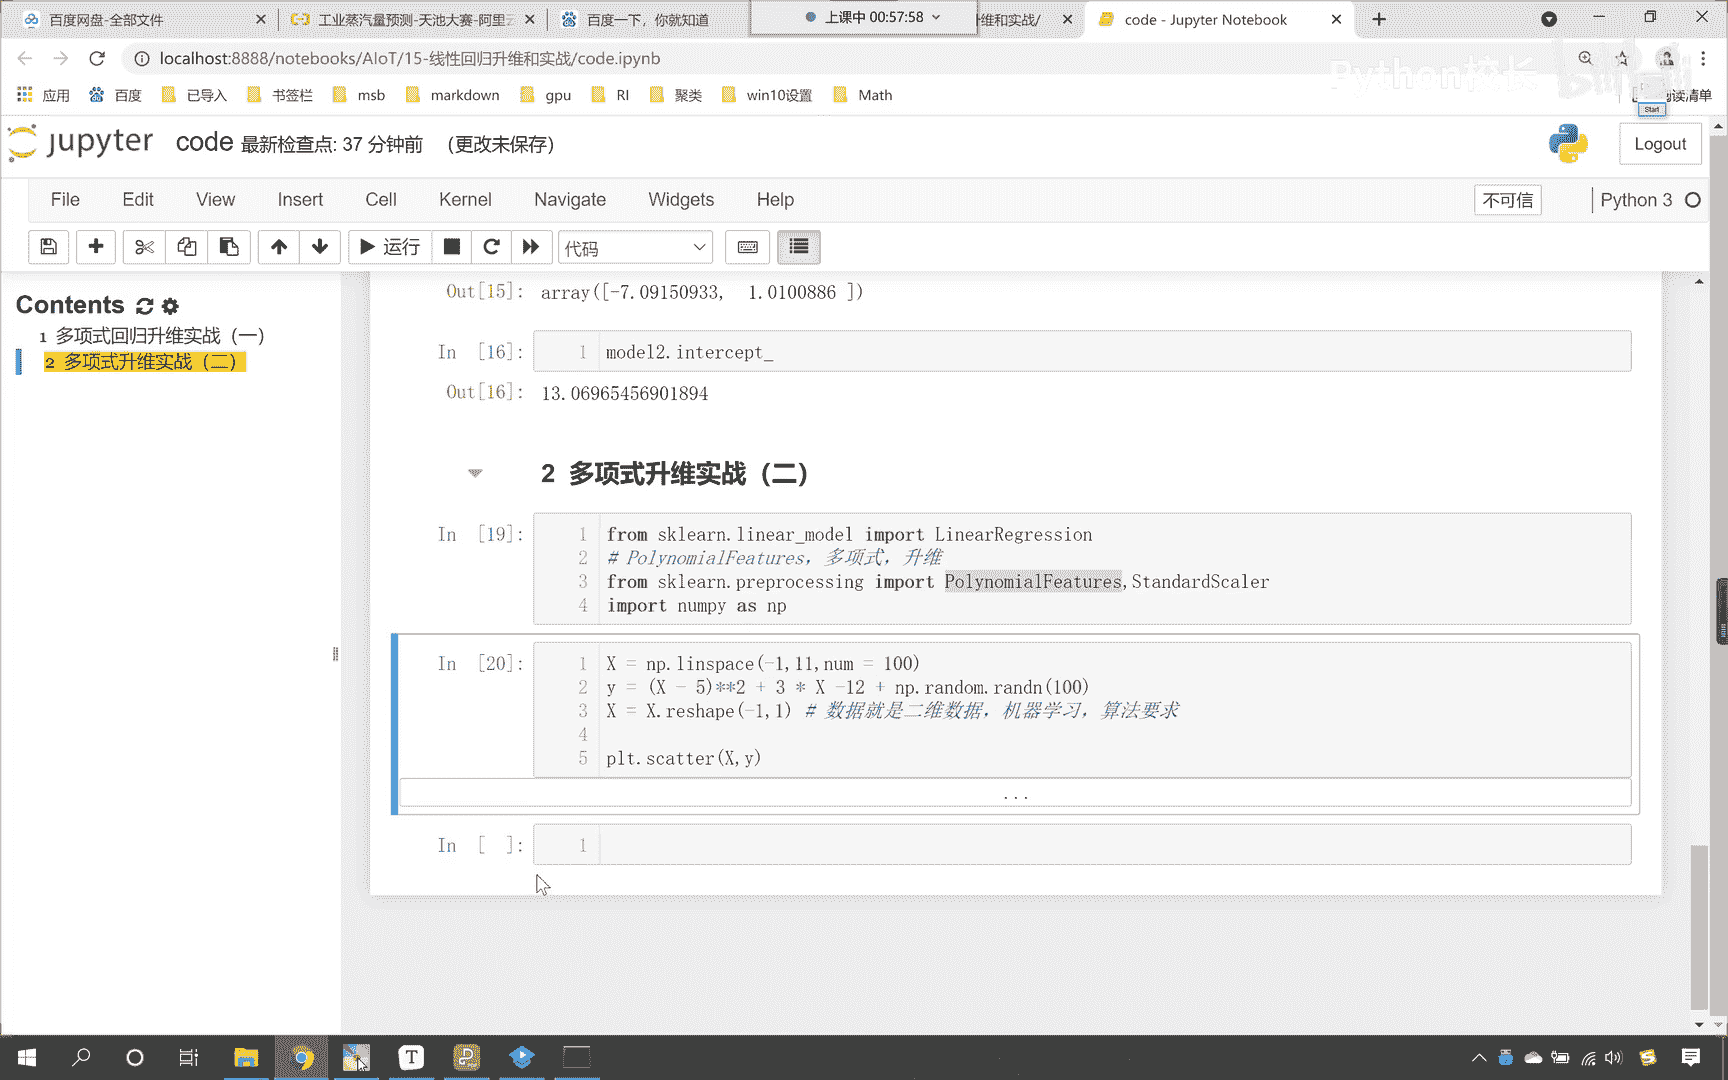 百度网盘-全部文件
工业蒸汽量预测-天池大赛-阿里云
百度一下，你就知道
上课中 00:57:58
维和实战/
code - Jupyter Notebook
localhost:8888/notebooks/AIoT/15-线性回归升维和实战/code.ipynb
Python校长
应用 百度 已导入 书签栏 msb markdown gpu RI 聚类 win10设置 Math 阅读清单
Start
jupyter code 最新检查点: 37 分钟前 (更改未保存)
Logout
File Edit View Insert Cell Kernel Navigate Widgets Help 不可信 Python 3
运行 代码
Contents
1 多项式回归升维实战（一）
2 多项式升维实战（二）
Out[15]: array([-7.09150933, 1.0100886 ])
In [16]: 1 model2.intercept_
Out[16]: 13.06965456901894
2 多项式升维实战（二）
In [19]: 1 from sklearn.linear_model import LinearRegression
2 # PolynomialFeatures，多项式，升维
3 from sklearn.preprocessing import PolynomialFeatures,StandardScaler
4 import numpy as np
In [20]: 1 X = np.linspace(-1,11,num = 100)
2 y = (X - 5)**2 + 3 * X -12 + np.random.randn(100)
3 X = X.reshape(-1,1) # 数据就是二维数据，机器学习，算法要求
4
5 plt.scatter(X,y)
...
In [ ]: 1